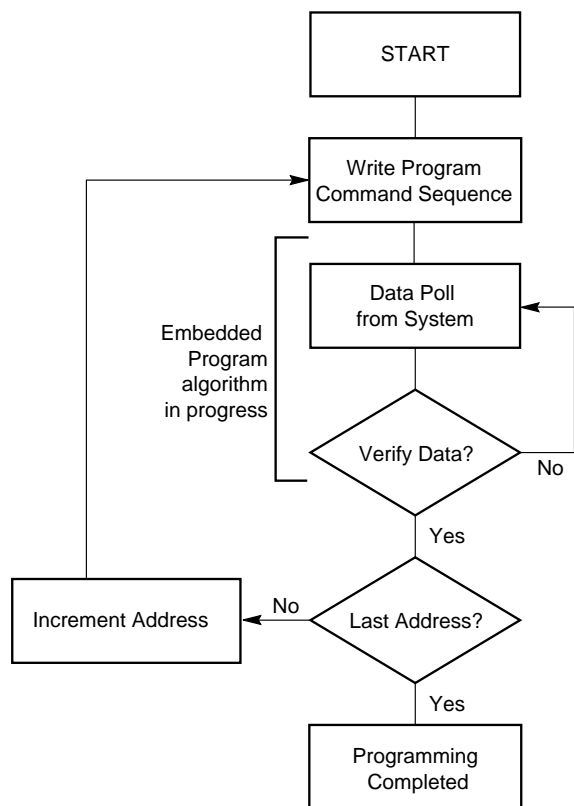 START
Write Program
Command Sequence
Data Poll
from System
Embedded
Program
algorithm
in progress
Verify Data?
No
Yes
Last Address?
No
Increment Address
Yes
Programming
Completed